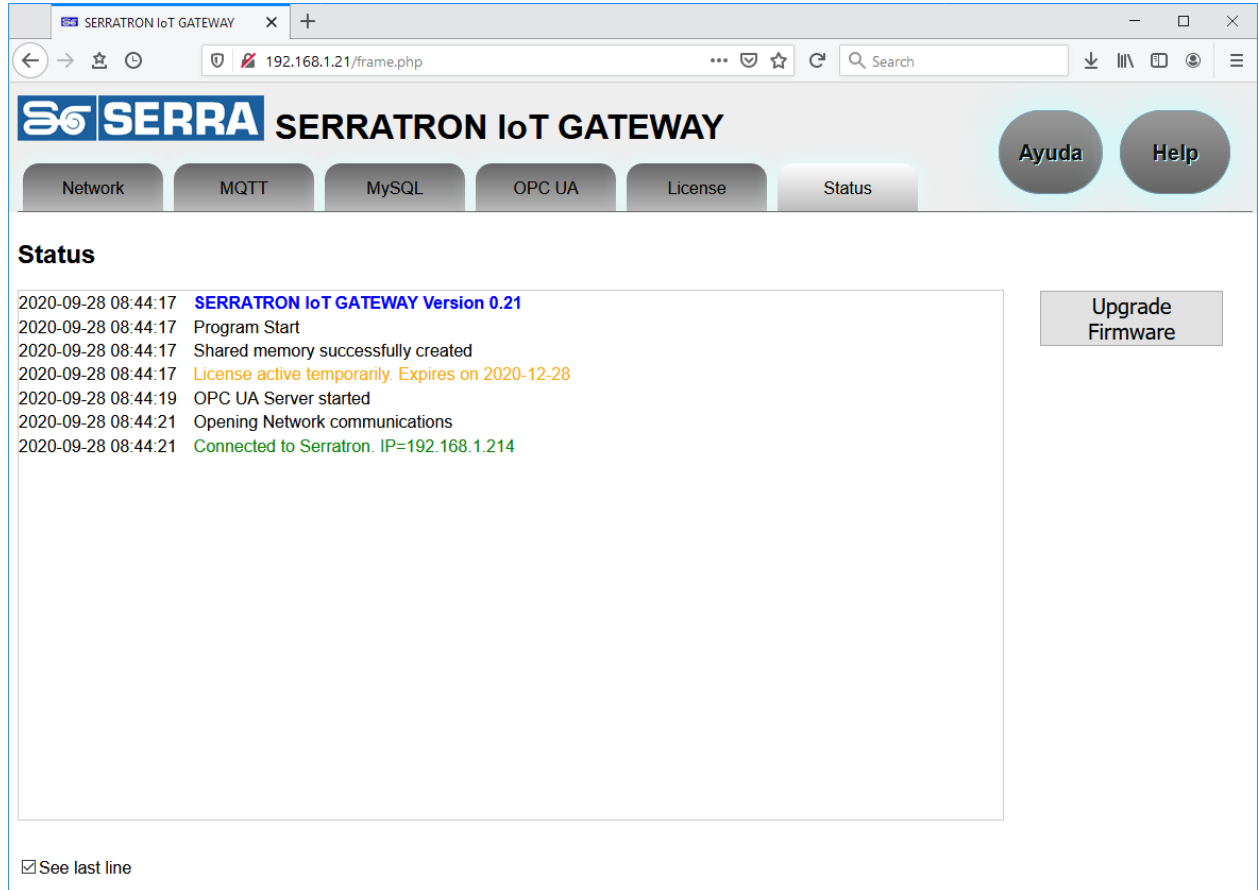 SERRATRON IoT GATEWAY
192.168.1.21/frame.php
Search
SERRA SERRATRON IoT GATEWAY
Ayuda Help
Network MQTT MySQL OPC UA License Status
Status
2020-09-28 08:44:17 SERRATRON IoT GATEWAY Version 0.21
2020-09-28 08:44:17 Program Start
2020-09-28 08:44:17 Shared memory successfully created
2020-09-28 08:44:17 License active temporarily. Expires on 2020-12-28
2020-09-28 08:44:19 OPC UA Server started
2020-09-28 08:44:21 Opening Network communications
2020-09-28 08:44:21 Connected to Serratron. IP=192.168.1.214
Upgrade
Firmware
See last line